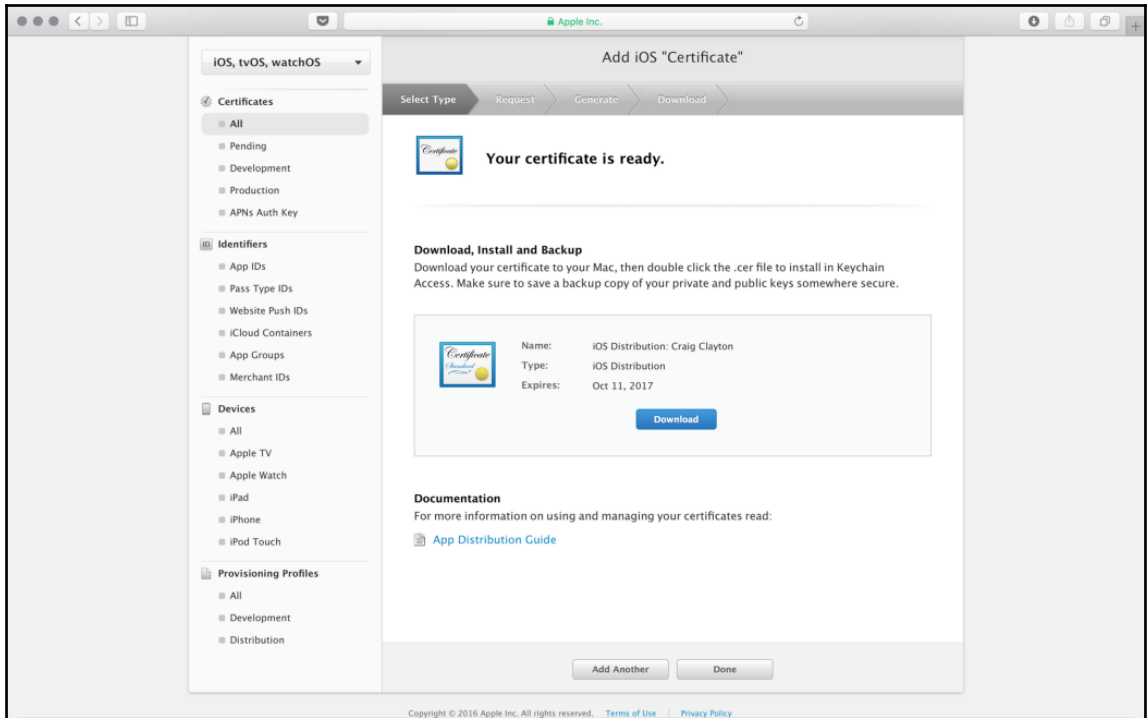 Apple Inc.
iOS, tvOS, watchOS
Certificates
All
Pending
Development
Production
APNs Auth Key
ID Identifiers
App IDs
Pass Type IDs
Website Push IDs
iCloud Containers
App Groups
Merchant IDs
Devices
All
Apple TV
Apple Watch
iPad
iPhone
iPod Touch
Provisioning Profiles
All
Development
Distribution
Add iOS "Certificate"
Select Type Request Generate Download
Certificate
Your certificate is ready.
Download, Install and Backup
Download your certificate to your Mac, then double click the .cer file to install in Keychain
Access. Make sure to save a backup copy of your private and public keys somewhere secure.
Certificate
Standard
Name: iOS Distribution: Craig Clayton
Type: iOS Distribution
Expires: Oct 11, 2017
Download
Documentation
For more information on using and managing your certificates read:
App Distribution Guide
Add Another Done
Copyright © 2016 Apple Inc. All rights reserved. Terms of Use | Privacy Policy